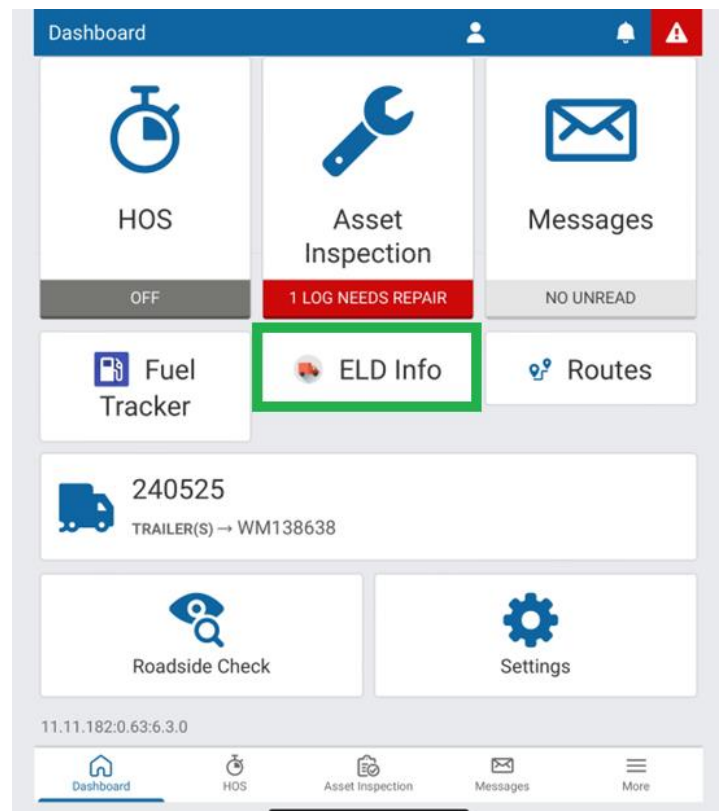 Dashboard
HOS
OFF
Asset
Inspection
1 LOG NEEDS REPAIR
Messages
NO UNREAD
Fuel
Tracker
ELD Info
Routes
240525
TRAILER(S) → WM138638
Roadside Check
Settings
11.11.182:0.63:6.3.0
Dashboard
HOS
Asset Inspection
Messages
More